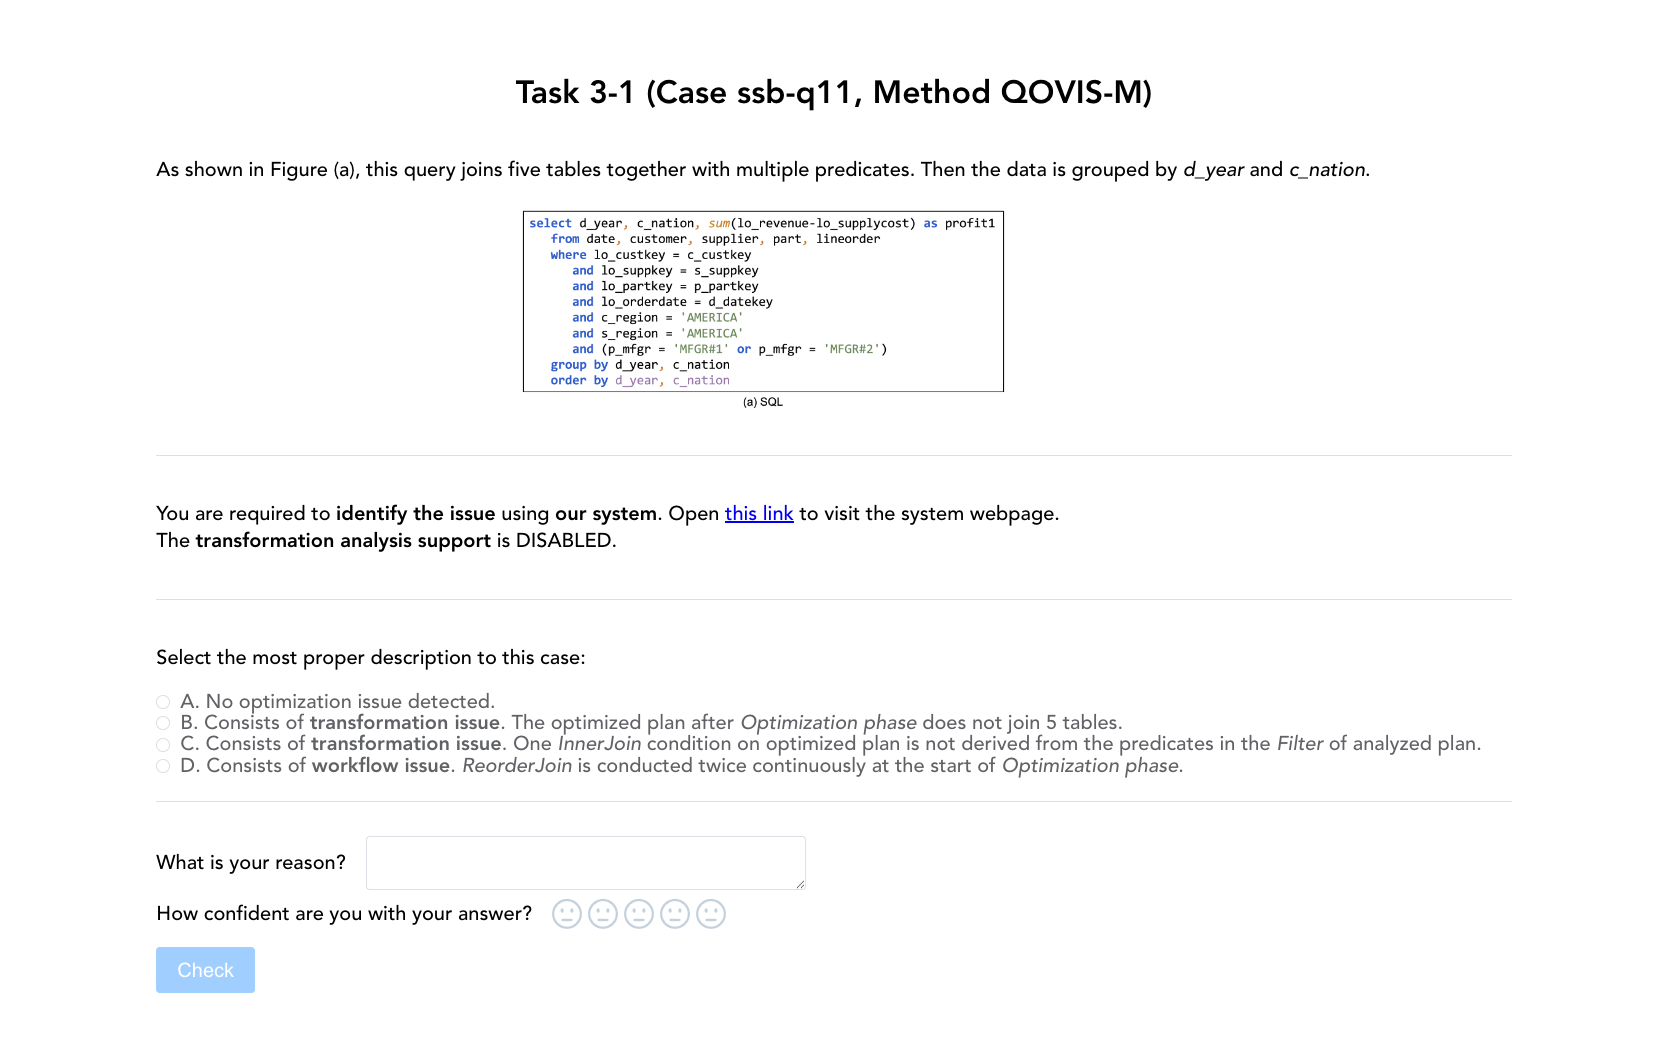 Task 3-1 (Case ssb-q11, Method QOVIS-M)
As shown in Figure (a), this query joins five tables together with multiple predicates. Then the data is grouped by d_year and c_nation.
select d_year, c_nation, sum(lo_revenue-lo_supplycost) as profit1
from date, customer, supplier, part, lineorder
where lo_custkey = c_custkey
and lo_suppkey = s_suppkey
and lo_partkey = p_partkey
and lo_orderdate = d_datekey
and c_region = 'AMERICA'
and s_region = 'AMERICA'
and (p_mfgr = 'MFGR#1' or p_mfgr = 'MFGR#2')
group by d_year, c_nation
order by d_year, c_nation
(a) SQL
You are required to identify the issue using our system. Open this link to visit the system webpage.
The transformation analysis support is DISABLED.
Select the most proper description to this case:
A. No optimization issue detected.
B. Consists of transformation issue. The optimized plan after Optimization phase does not join 5 tables.
C. Consists of transformation issue. One InnerJoin condition on optimized plan is not derived from the predicates in the Filter of analyzed plan.
D. Consists of workflow issue. ReorderJoin is conducted twice continuously at the start of Optimization phase.
What is your reason?
How confident are you with your answer?
Check